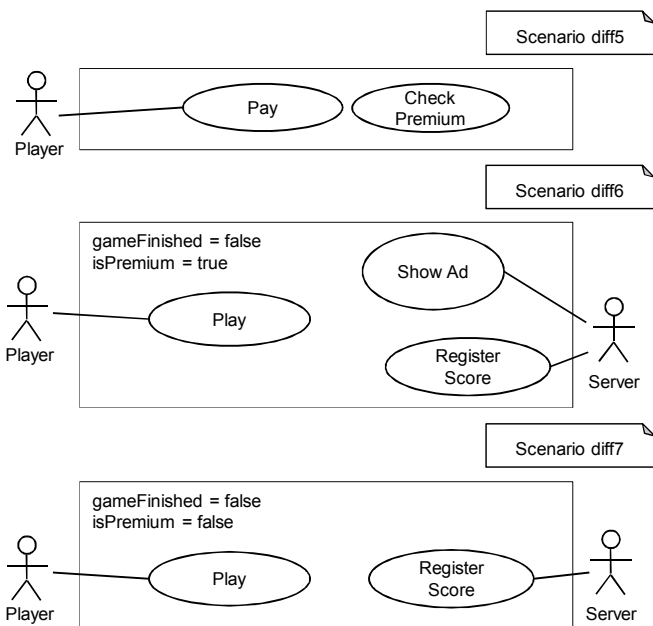 Scenario diff5
Pay
Check
Premium
Player
Scenario diff6
gameFinished = false
isPremium = true
Show Ad
Play
Player
Register
Score
Server
Scenario diff7
gameFinished = false
isPremium = false
Play
Register
Score
Player
Server